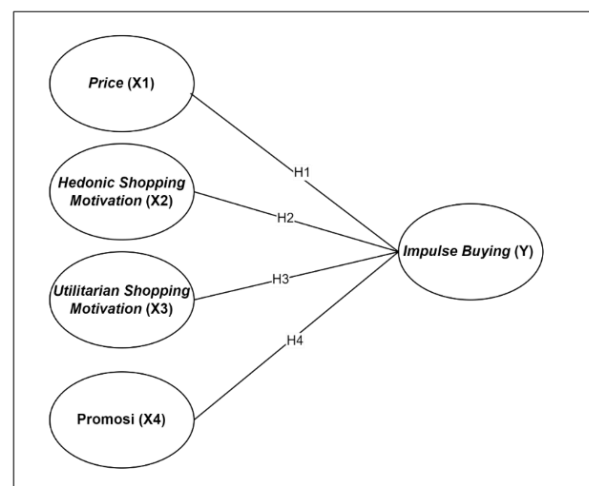 Price (X1)
H1
Hedonic Shopping
Motivation (X2)
H2
Impulse Buying (Y)
Utilitarian Shopping
Motivation (X3)
H3
H4
Promosi (X4)